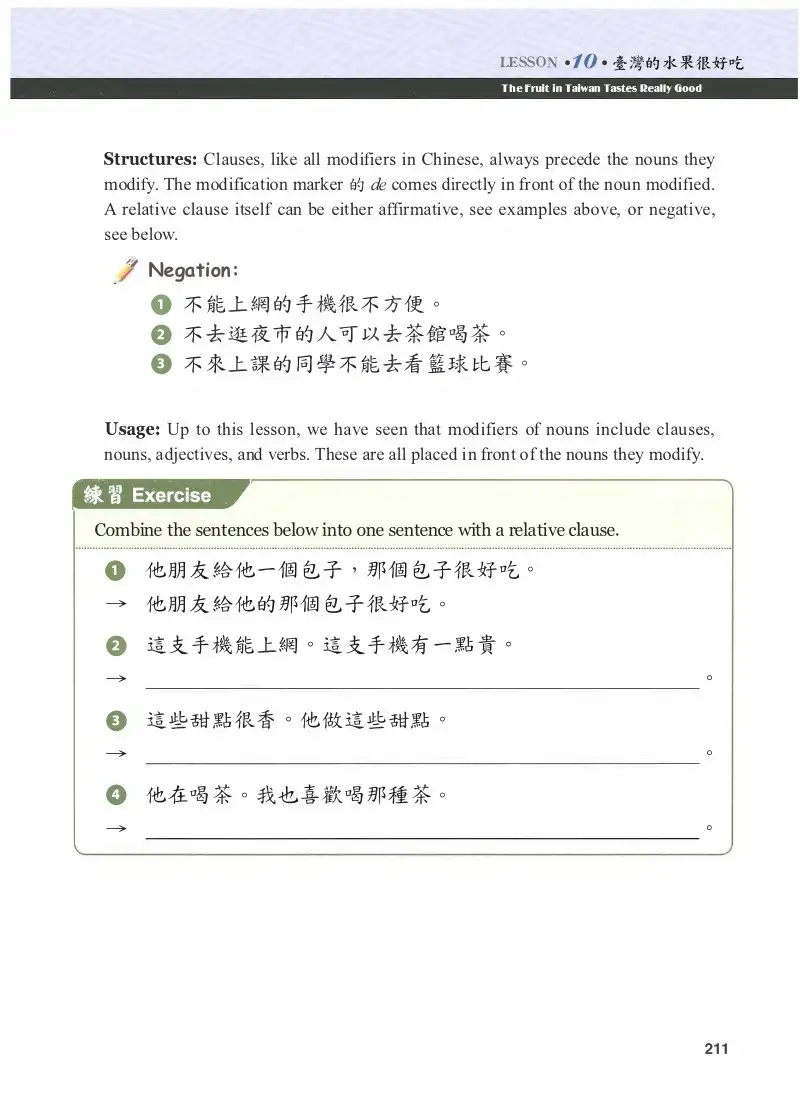 LESSON •10• 臺灣的水果很好吃
The Fruit in Taiwan Tastes Really Good
Structures: Clauses, like all modifiers in Chinese, always precede the nouns they
modify. The modification marker 的 de comes directly in front of the noun modified.
A relative clause itself can be either affirmative, see examples above, or negative,
see below.
Negation:
1 不能上網的手機很不方便。
2 不去逛夜市的人可以去茶館喝茶。
3 不來上課的同學不能去看籃球比賽。
Usage: Up to this lesson, we have seen that modifiers of nouns include clauses,
nouns, adjectives, and verbs. These are all placed in front of the nouns they modify.
練習 Exercise
Combine the sentences below into one sentence with a relative clause.
1 他朋友給他一個包子，那個包子很好吃。
→ 他朋友給他的那個包子很好吃。
2 這支手機能上網。這支手機有一點貴。
→ 。
3 這些甜點很香。他做這些甜點。
→ 。
4 他在喝茶。我也喜歡喝那種茶。
→ 。
211